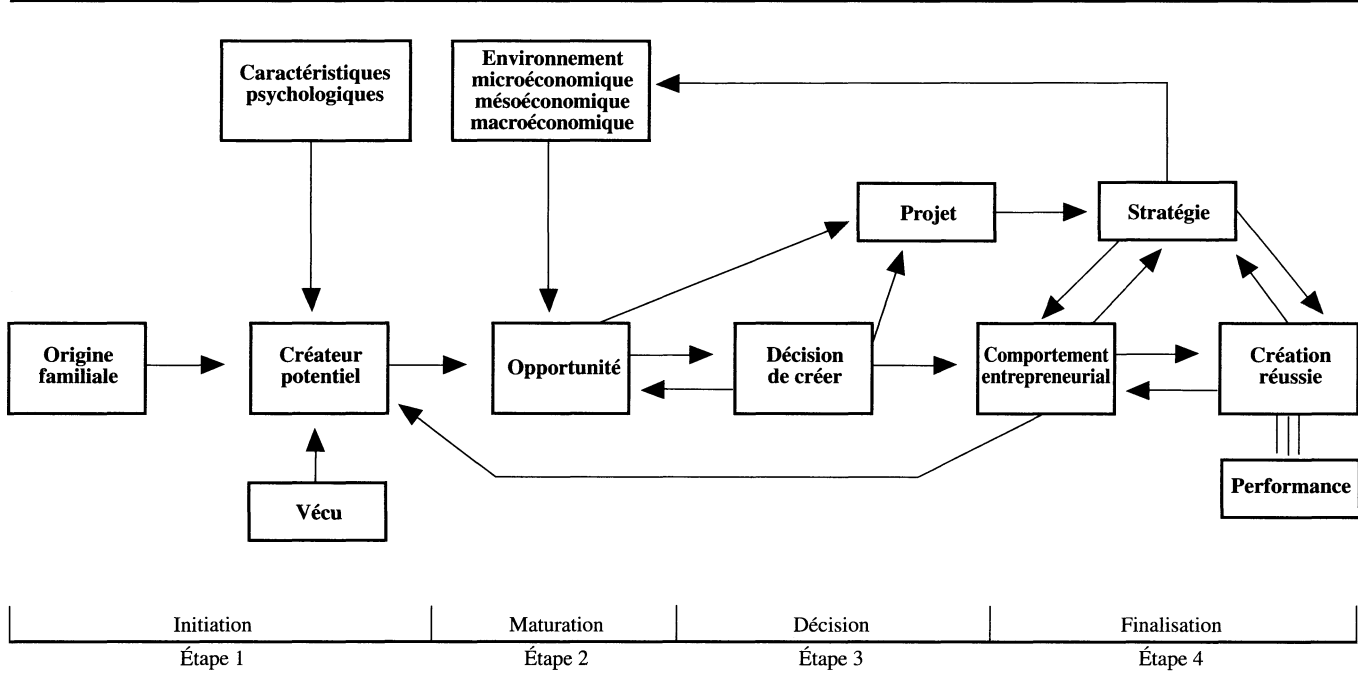 Caractéristiques
psychologiques
Environnement
microéconomique
mésoéconomique
macroéconomique
Projet
Stratégie
Origine
familiale
Créateur
potentiel
Opportunité
Décision
de créer
Comportement
entrepreneurial
Création
réussie
Vécu
Performance
Initiation
Maturation
Décision
Finalisation
Étape 1
Étape 2
Étape 3
Étape 4